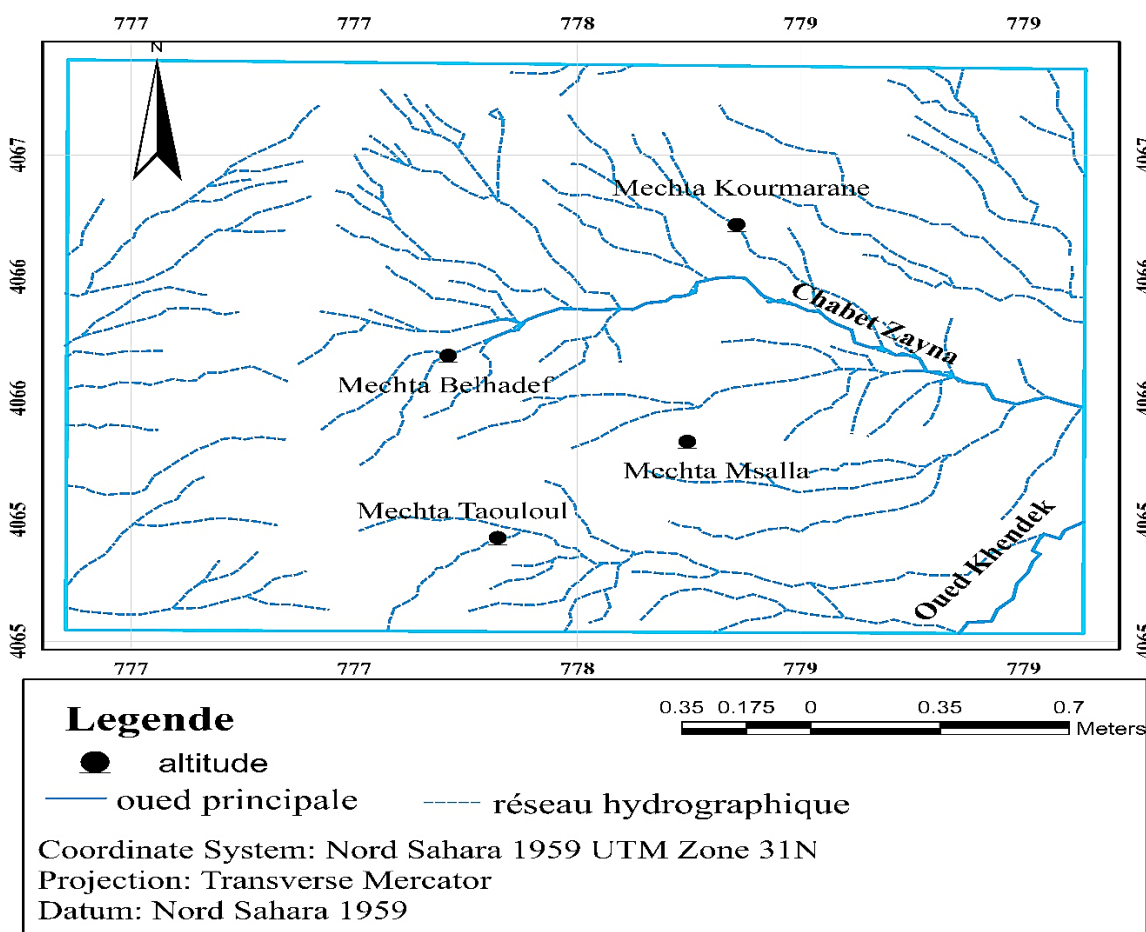 777 777 778 779 779
N
4067 4067
Mechta Kourmarane
4066 4066
Chabet Zayna
Mechta Belhadef
4066 4066
Mechta Msalla
Mechta Taouloul
4065 4065
Oued Khendek
4065 4065
777 777 778 779 779
Legende
0.35 0.175 0 0.35 0.7
Meters
altitude
oued principale réseau hydrographique
Coordinate System: Nord Sahara 1959 UTM Zone 31N
Projection: Transverse Mercator
Datum: Nord Sahara 1959